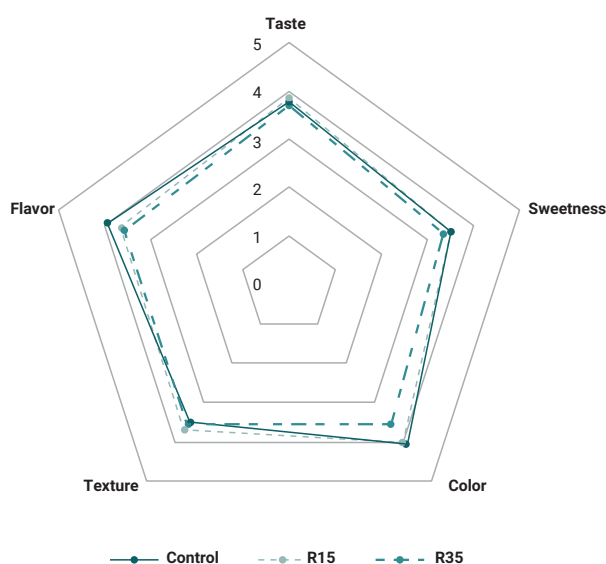 Taste
5
4
3
Flavor
Sweetness
2
1
0
Texture
Color
Control
R15
R35